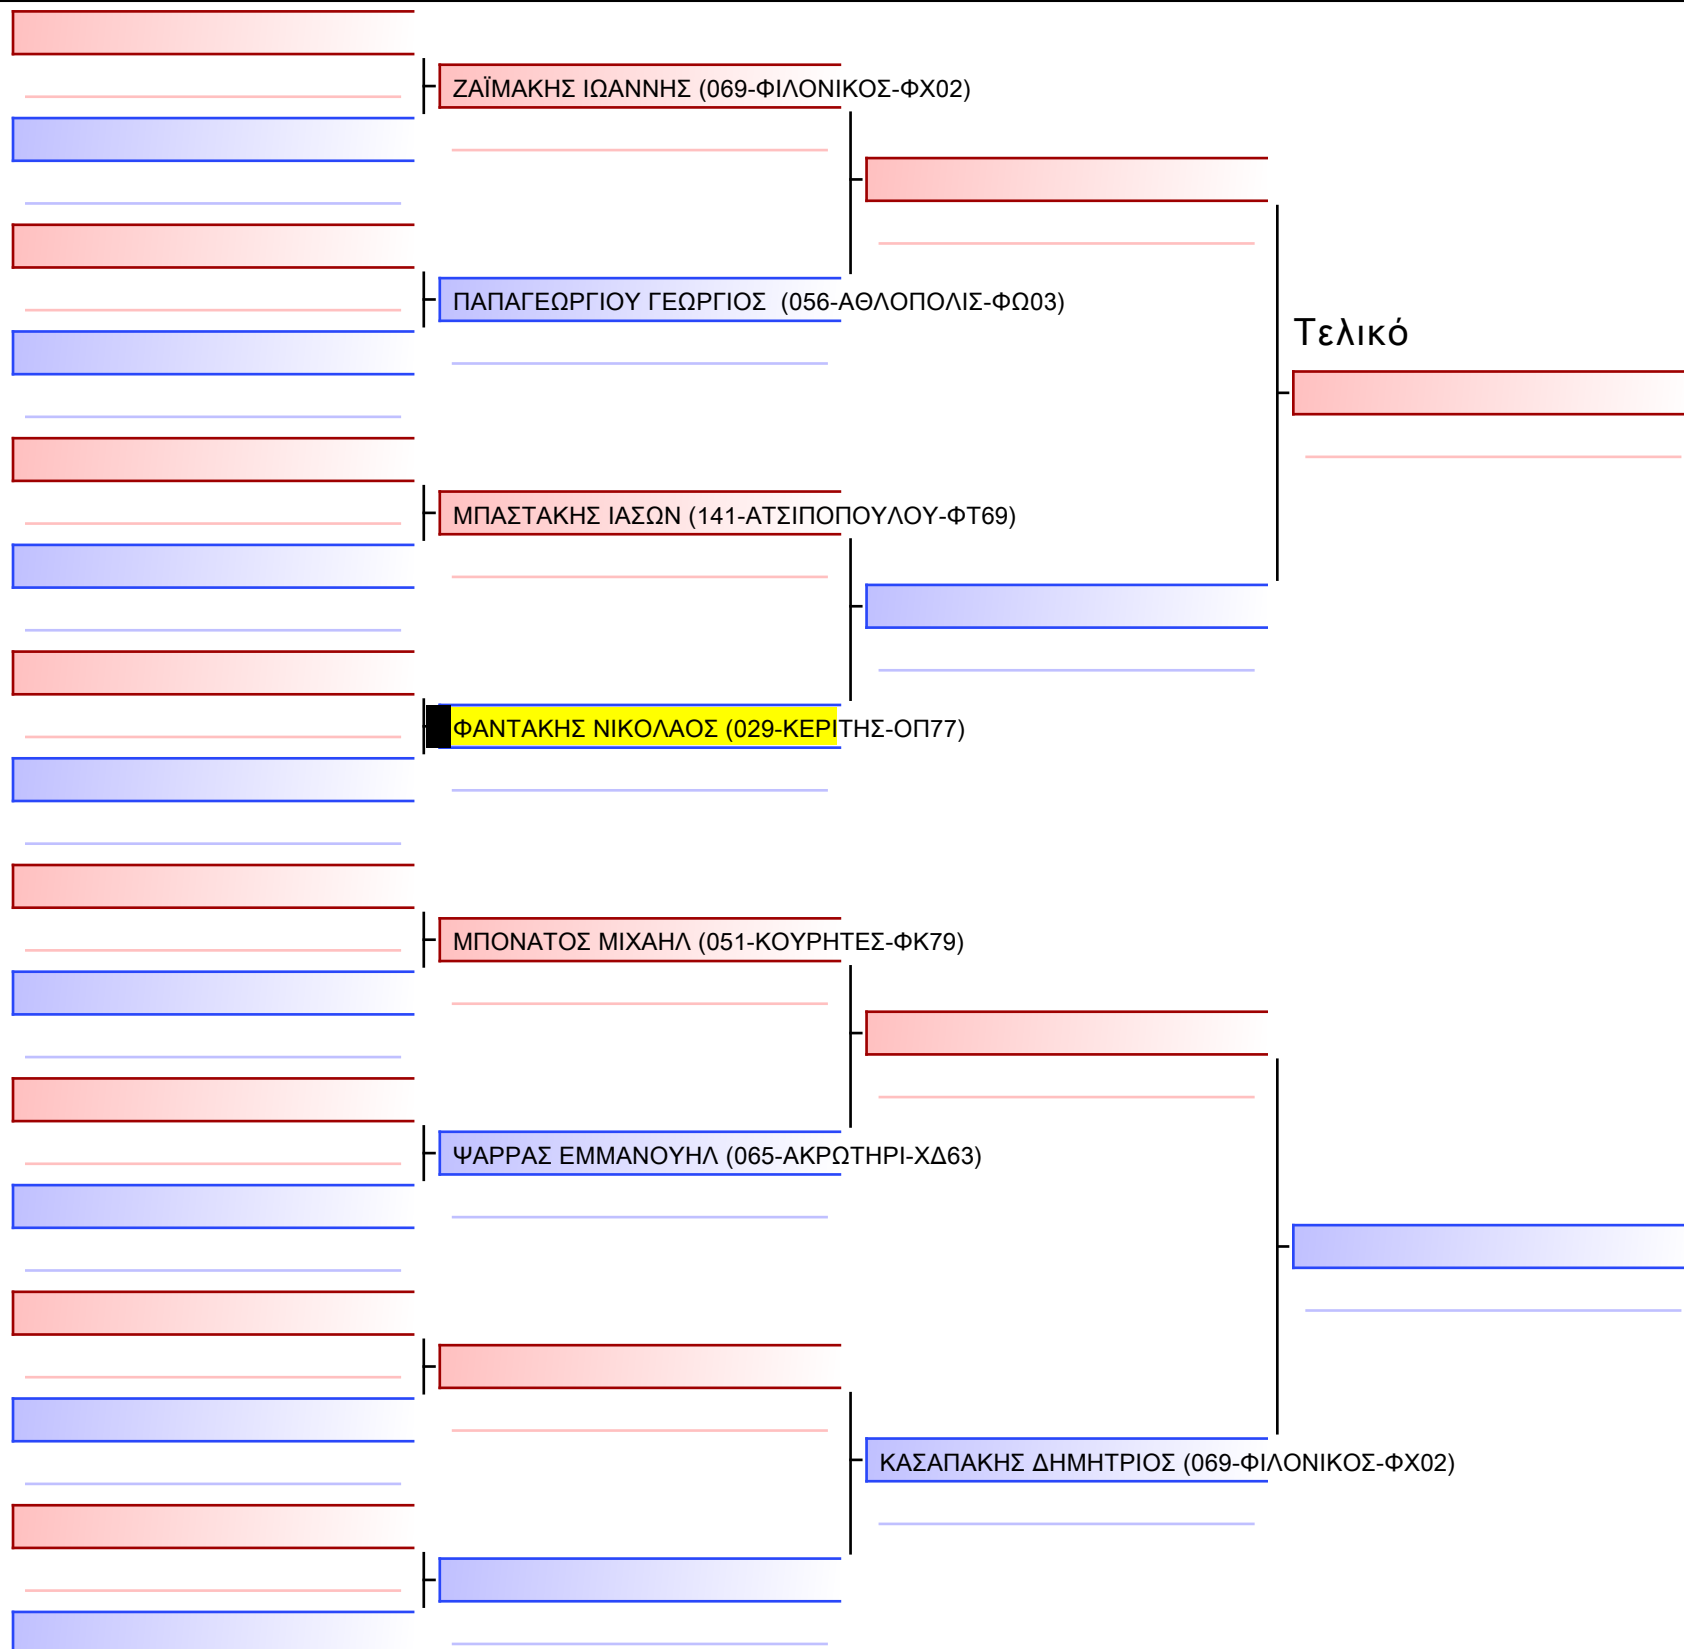 ΖΑΪΜΑΚΗΣ ΙΩΑΝΝΗΣ (069-ΦΙΛΟΝΙΚΟΣ-ΦΧ02)
ΠΑΠΑΓΕΩΡΓΙΟΥ ΓΕΩΡΓΙΟΣ (056-ΑΘΛΟΠΟΛΙΣ-ΦΩ03)
Τελικό
ΜΠΑΣΤΑΚΗΣ ΙΑΣΩΝ (141-ΑΤΣΙΠΟΠΟΥΛΟΥ-ΦΤ69)
ΦΑΝΤΑΚΗΣ ΝΙΚΟΛΑΟΣ (029-ΚΕΡΙΤΗΣ-ΟΠ77)
ΜΠΟΝΑΤΟΣ ΜΙΧΑΗΛ (051-ΚΟΥΡΗΤΕΣ-ΦΚ79)
ΨΑΡΡΑΣ ΕΜΜΑΝΟΥΗΛ (065-ΑΚΡΩΤΗΡΙ-ΧΔ63)
ΚΑΣΑΠΑΚΗΣ ΔΗΜΗΤΡΙΟΣ (069-ΦΙΛΟΝΙΚΟΣ-ΦΧ02)